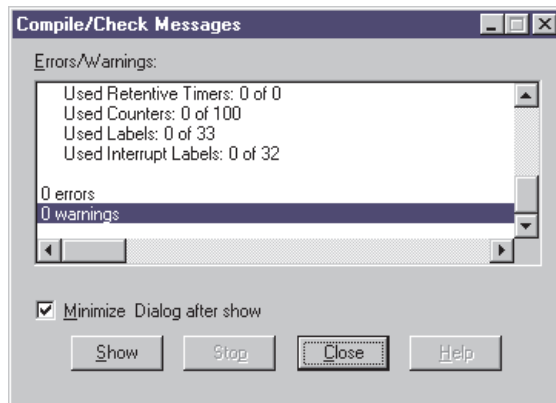 Compile/Check Messages
Errors/Warnings:
Used Retentive Timers: 0 of 0
Used Counters: 0 of 100
Used Labels: 0 of 33
Used Interrupt Labels: 0 of 32
0 errors
0 warnings
Minimize Dialog after show
Show Stop Close Help